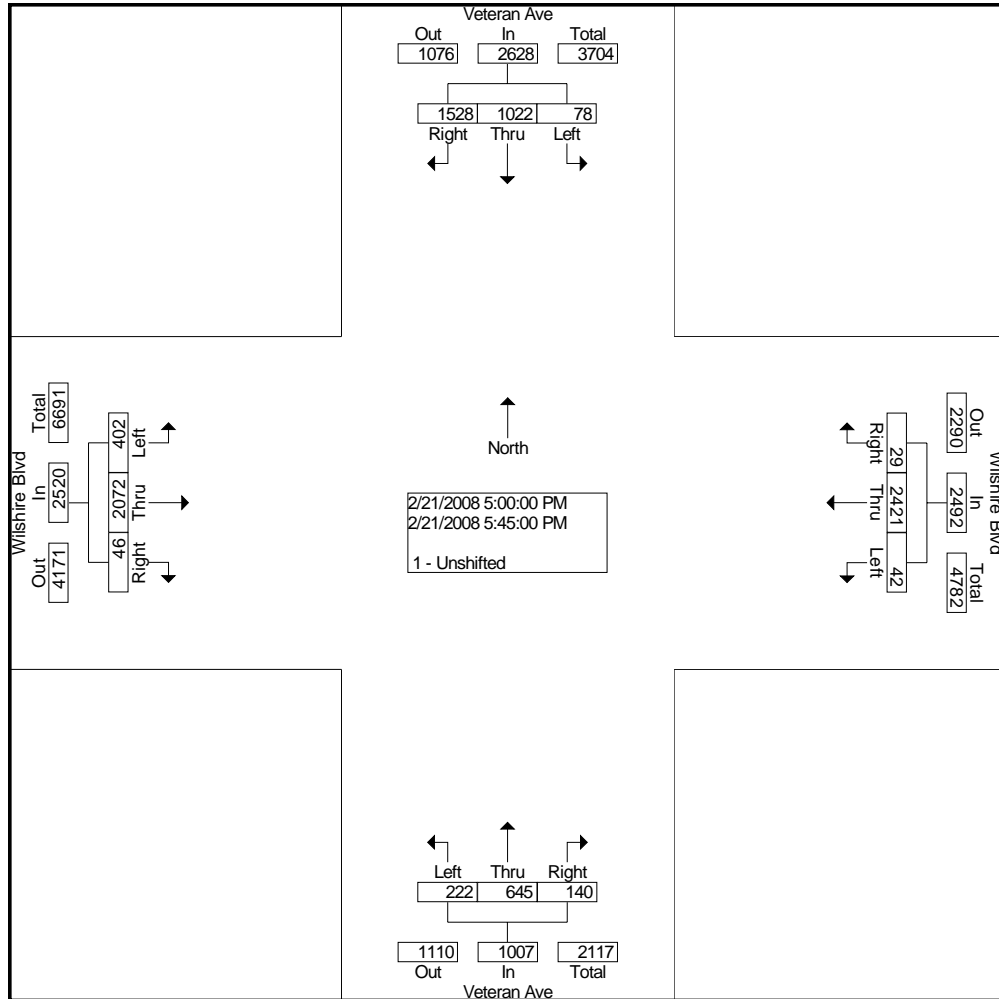 Veteran Ave
Out In Total
1076 2628 3704
1528 1022 78
Right Thru Left
Wilshire Blvd
Total In Out
6691 2520 4171
402 2072 46
Left Thru Right
North
2/21/2008 5:00:00 PM
2/21/2008 5:45:00 PM
1 - Unshifted
Right Thru Left
29 2421 42
2290 2492 4782
Out In Total
Wilshire Blvd
Left Thru Right
222 645 140
1110 1007 2117
Out In Total
Veteran Ave